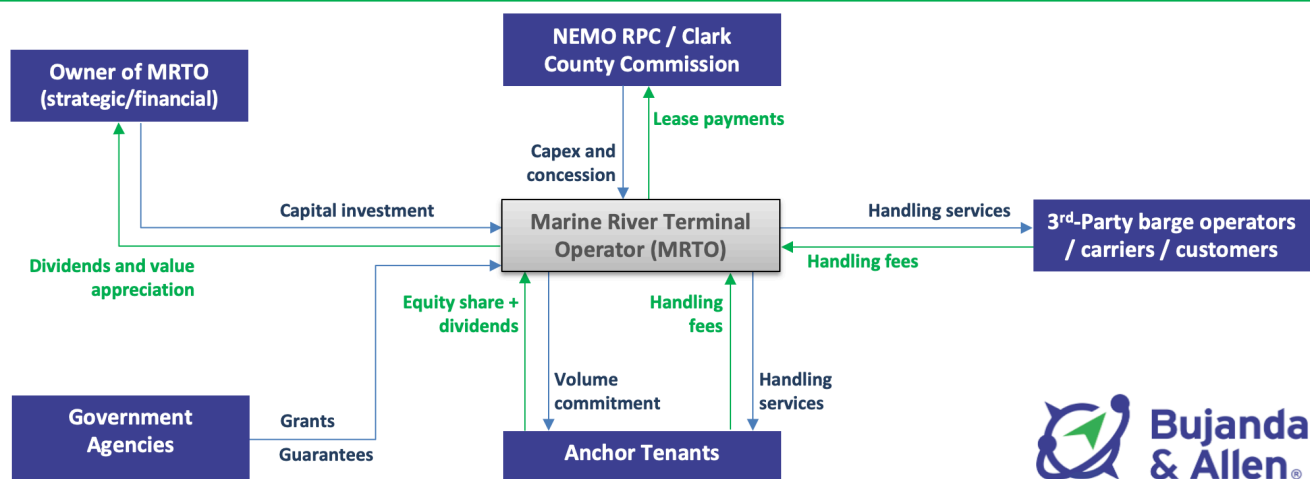 NEMO RPC / Clark
County Commission
Owner of MRTO
(strategic/financial)
Lease payments
Capex and
concession
Capital investment
Marine River Terminal
Operator (MRTO)
Handling services
3rd-Party barge operators
/ carriers / customers
Handling fees
Dividends and value
appreciation
Equity share +
dividends
Handling
fees
Volume
commitment
Handling
services
Government
Agencies
Grants
Guarantees
Anchor Tenants
Bujanda
& Allen®